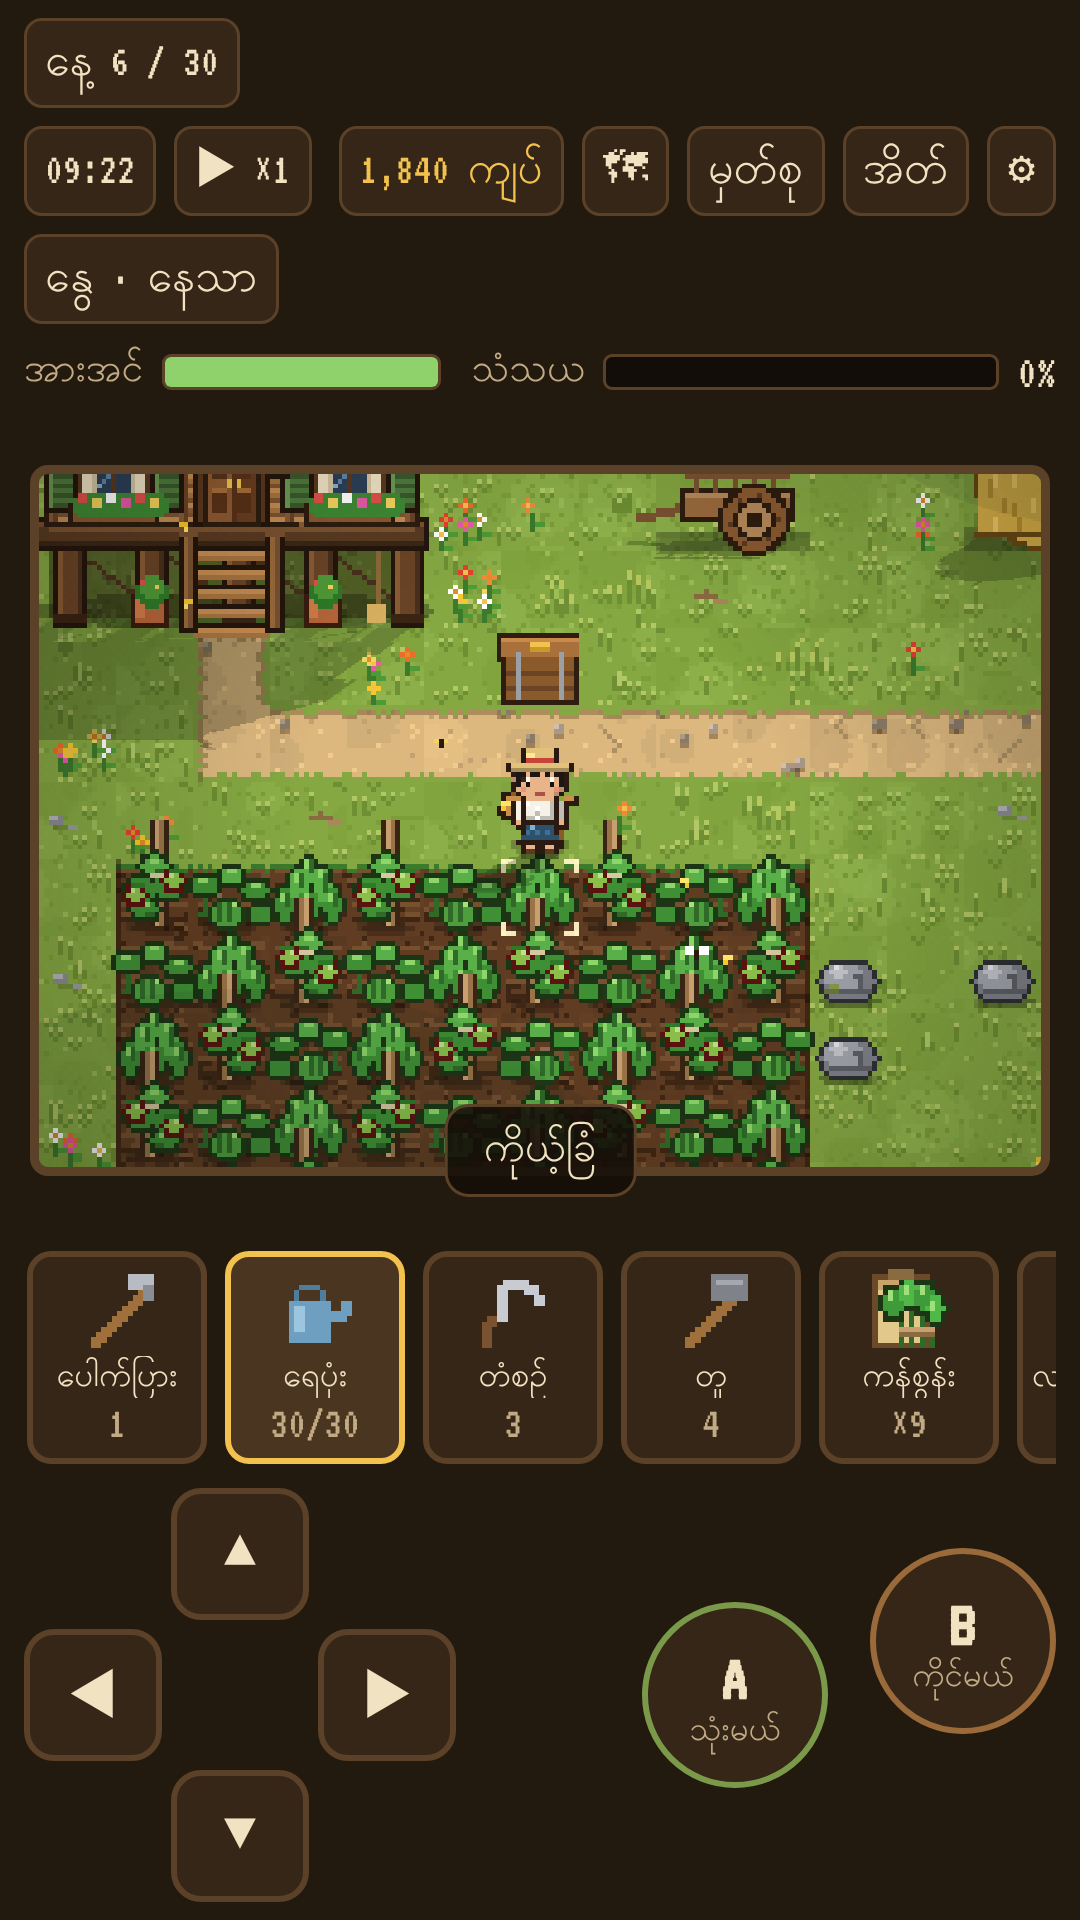 နေ့ 6 / 30
09:22 ▶ X1 1,840 ကျပ် မှတ်စု အိတ်
နွေ · နေသာ
အားအင် သံသယ 0%
ကိုယ့်ခြံ
ပေါက်ပြား ရေပုံး တံစဉ် တူ ကန်စွန်း
1 30/30 3 4 X9
B
ကိုင်မယ်
A
သုံးမယ်